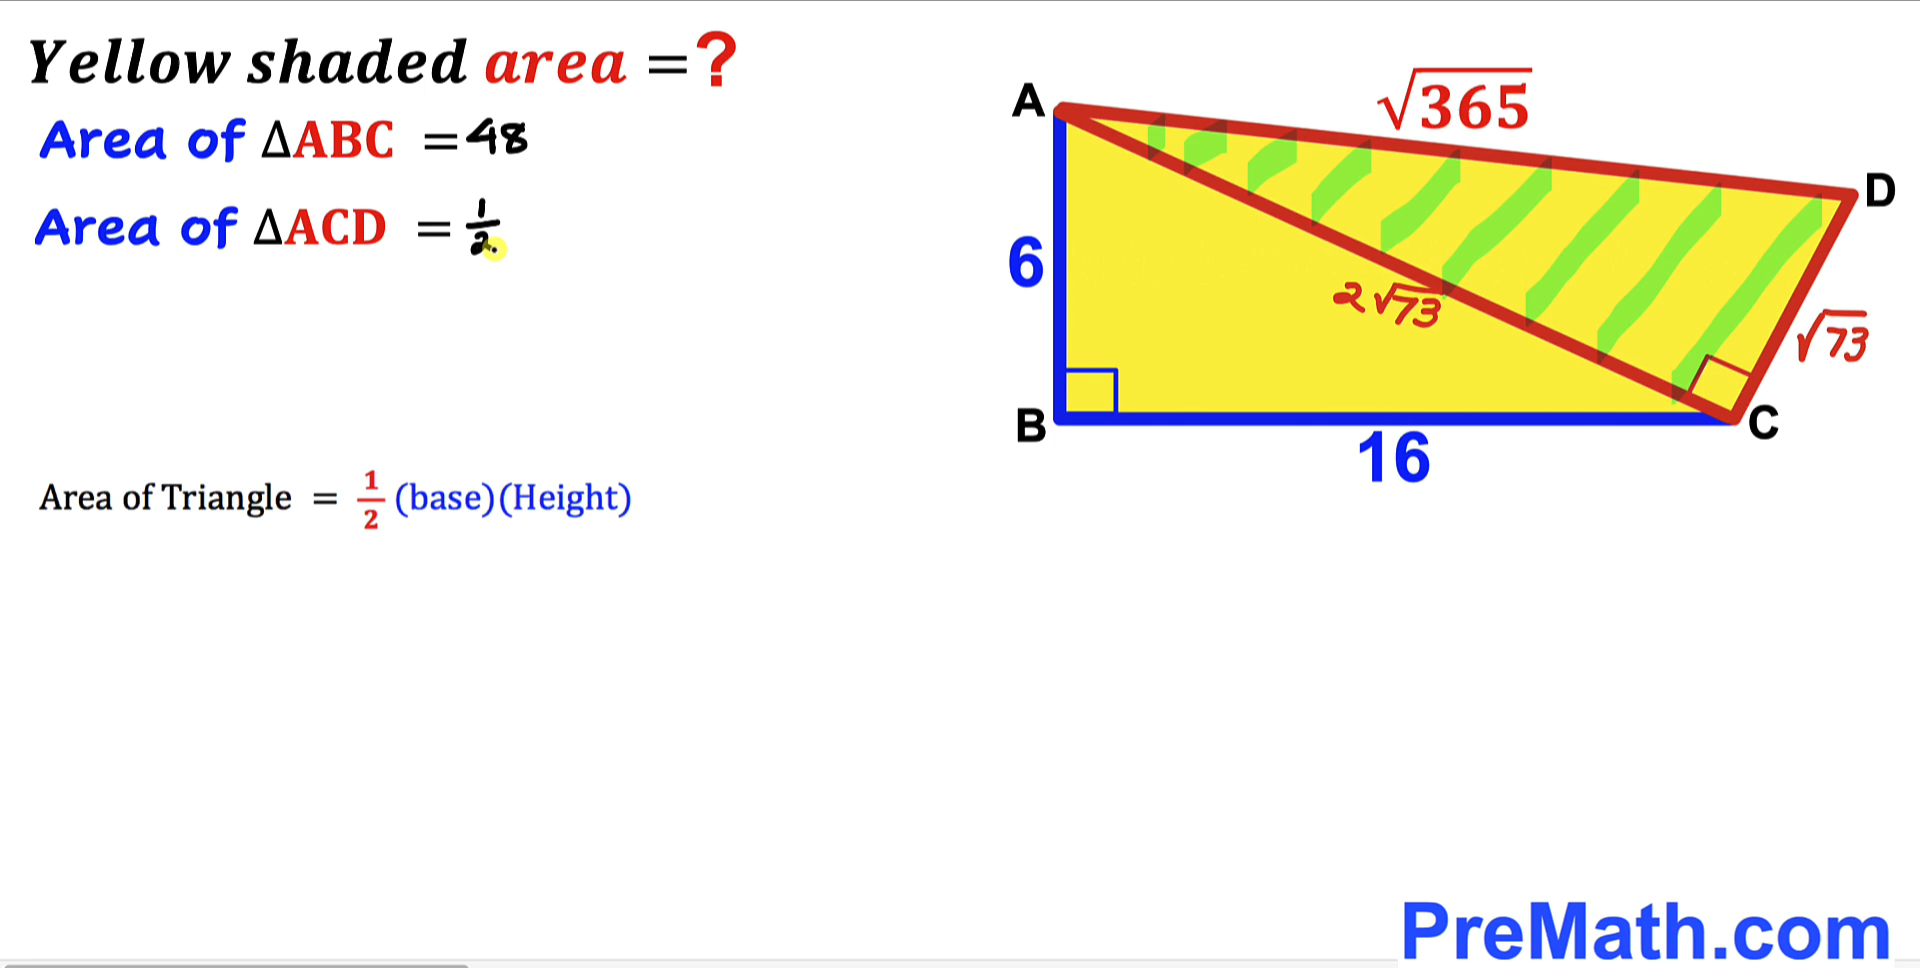 Yellow shaded area = ?
Area of ΔABC = 48
Area of ΔACD = 1/2.
Area of Triangle = 1/2 (base)(Height)
A
√365
D
6
2√73
√73
B
C
16
PreMath.com